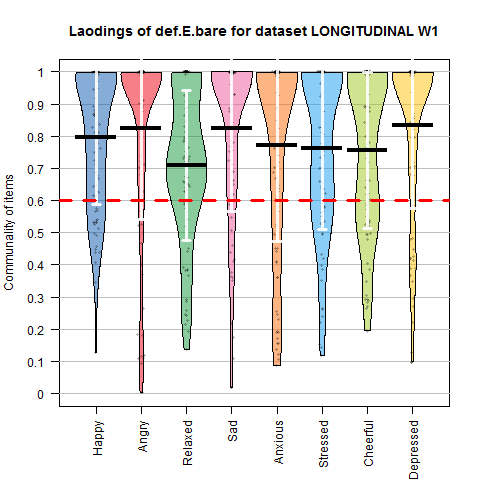 Laodings of def.E.bare for dataset LONGITUDINAL W1
Communality of items
1
0.9
0.8
0.7
0.6
0.5
0.4
0.3
0.2
0.1
0
Happy
Angry
Relaxed
Sad
Anxious
Stressed
Cheerful
Depressed